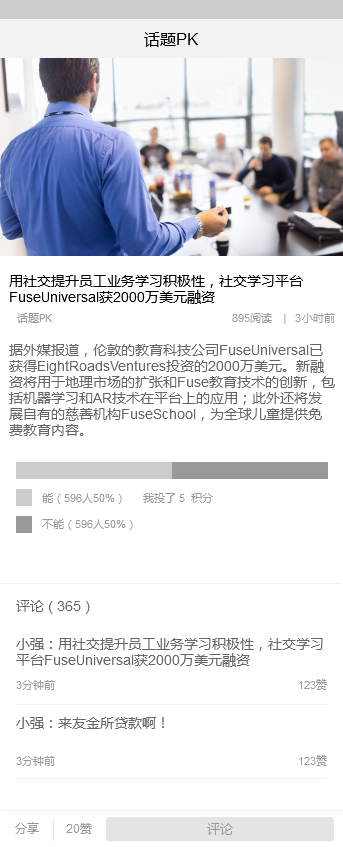 话题PK
用社交提升员工业务学习积极性，社交学习平台
FuseUniversal获2000万美元融资
话题PK 895阅读 | 3小时前
据外媒报道，伦敦的教育科技公司FuseUniversal已
获得EightRoadsVentures投资的2000万美元。新融
资将用于地理市场的扩张和Fuse教育技术的创新，包
括机器学习和AR技术在平台上的应用；此外还将发
展自有的慈善机构FuseSchool，为全球儿童提供免
费教育内容。
能（596人50%） 我投了 5 积分
不能（596人50%）
评论（365）
小强：用社交提升员工业务学习积极性，社交学习
平台FuseUniversal获2000万美元融资
3分钟前 123赞
小强：来友金所贷款啊！
3分钟前 123赞
分享 20赞 评论